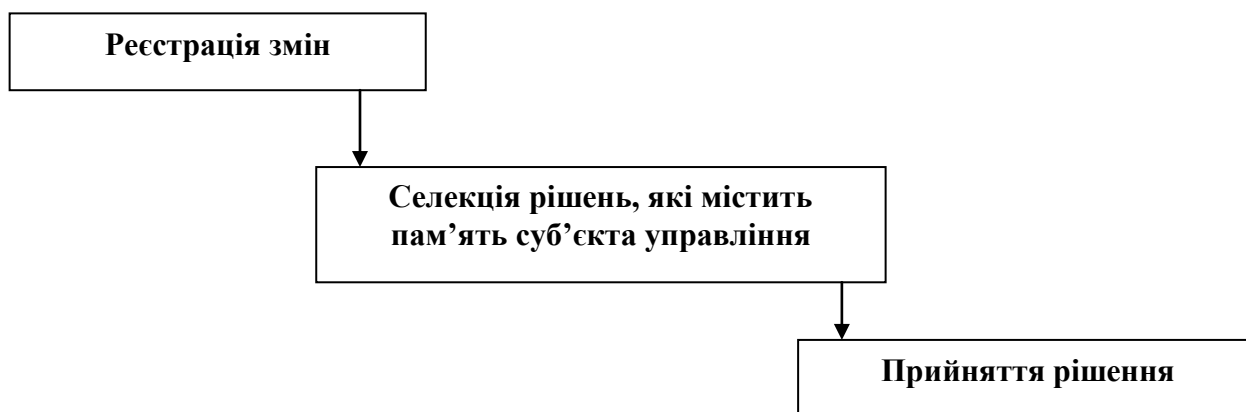 Реєстрація змін
Селекція рішень, які містить
пам’ять суб’єкта управління
Прийняття рішення